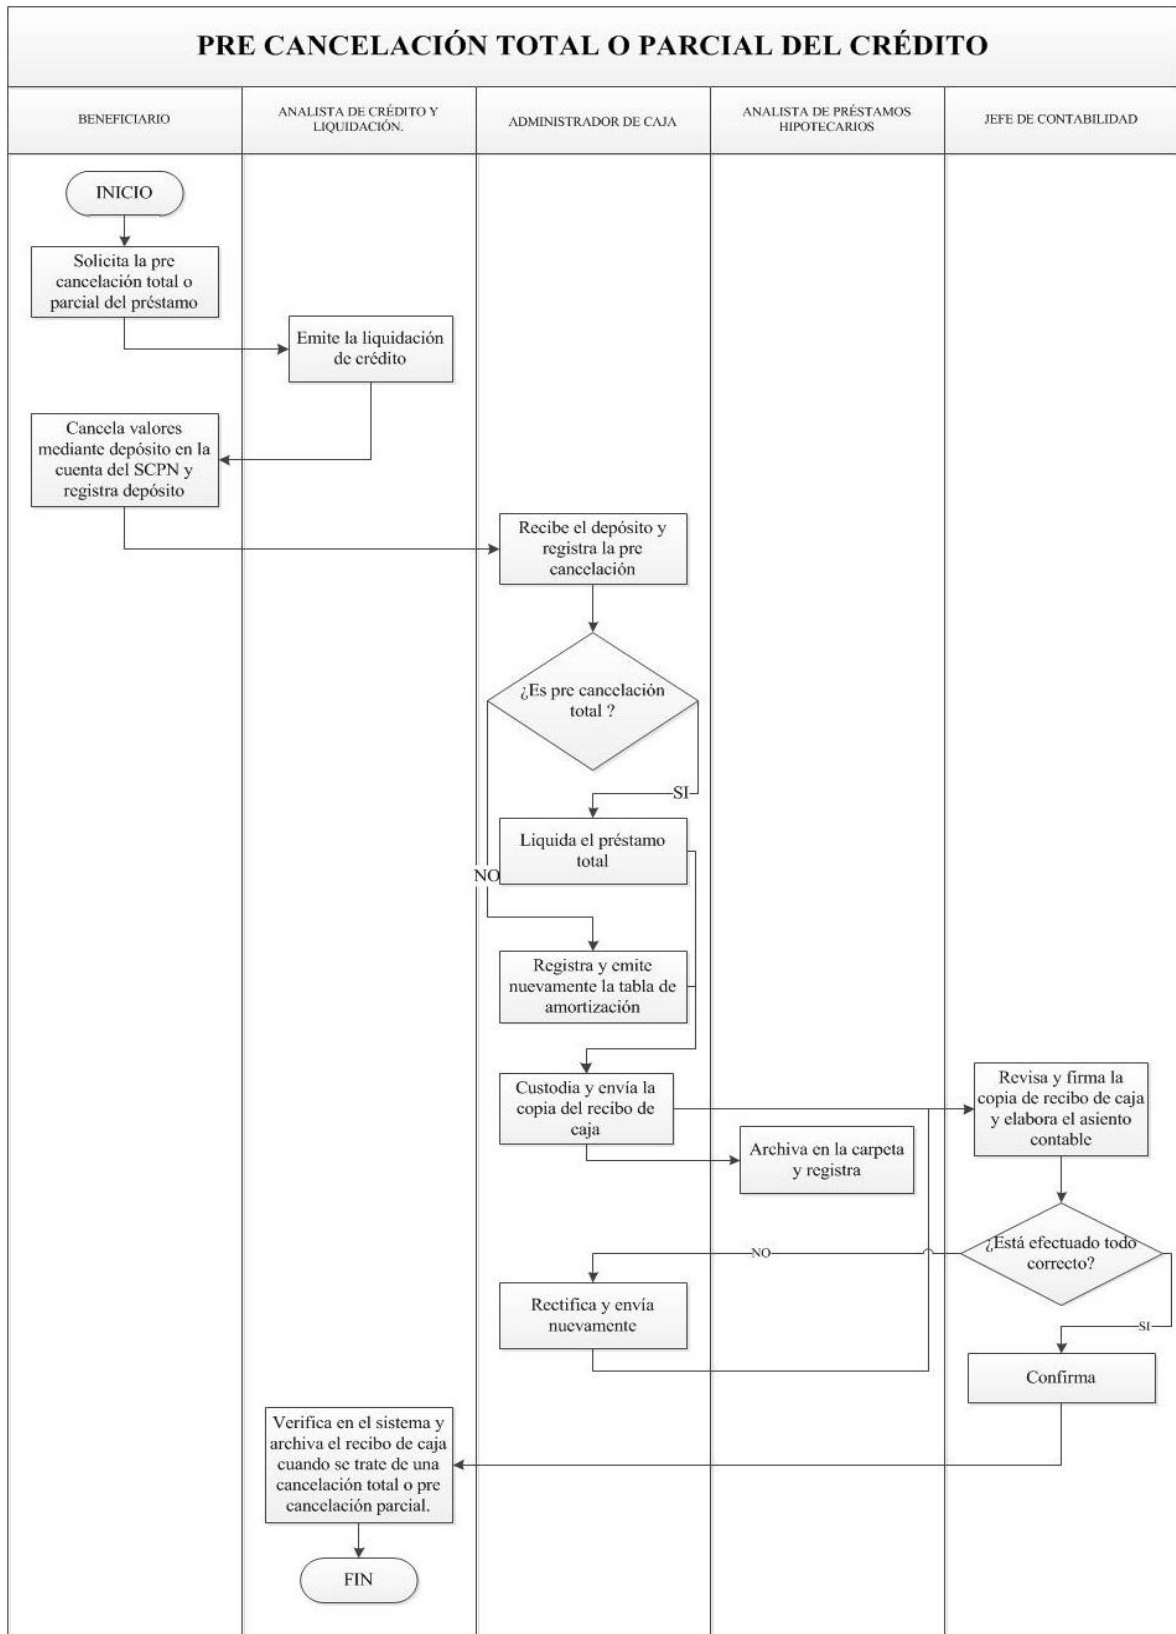 PRE CANCELACIÓN TOTAL O PARCIAL DEL CRÉDITO
BENEFICIARIO
ANALISTA DE CRÉDITO Y
LIQUIDACIÓN.
ADMINISTRADOR DE CAJA
ANALISTA DE PRÉSTAMOS
HIPOTECARIOS
JEFE DE CONTABILIDAD
INICIO
Solicita la pre
cancelación total o
parcial del préstamo
Emite la liquidación
de crédito
Cancela valores
mediante depósito en la
cuenta del SCPN y
registra depósito
Recibe el depósito y
registra la pre
cancelación
¿Es pre cancelación
total ?
SI
Liquida el préstamo
total
NO
Registra y emite
nuevamente la tabla de
amortización
Custodia y envía la
copia del recibo de
caja
Revisa y firma la
copia de recibo de caja
y elabora el asiento
contable
Archiva en la carpeta
y registra
¿Está efectuado todo
correcto?
NO
Rectifica y envía
nuevamente
SI
Confirma
Verifica en el sistema y
archiva el recibo de caja
cuando se trate de una
cancelación total o pre
cancelación parcial.
FIN